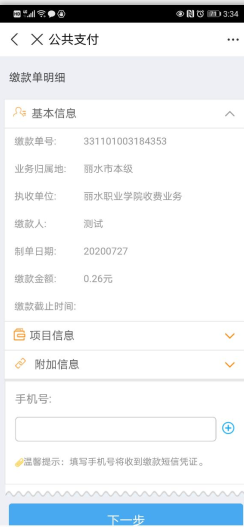 3:34
公共支付
缴款单明细
基本信息
缴款单号: 331101003184353
业务归属地: 丽水市本级
执收单位: 丽水职业学院收费业务
缴款人: 测试
制单日期: 20200727
缴款金额: 0.26元
缴款截止时间:
项目信息
附加信息
手机号:
温馨提示：填写手机号将收到缴款短信凭证。
下一步